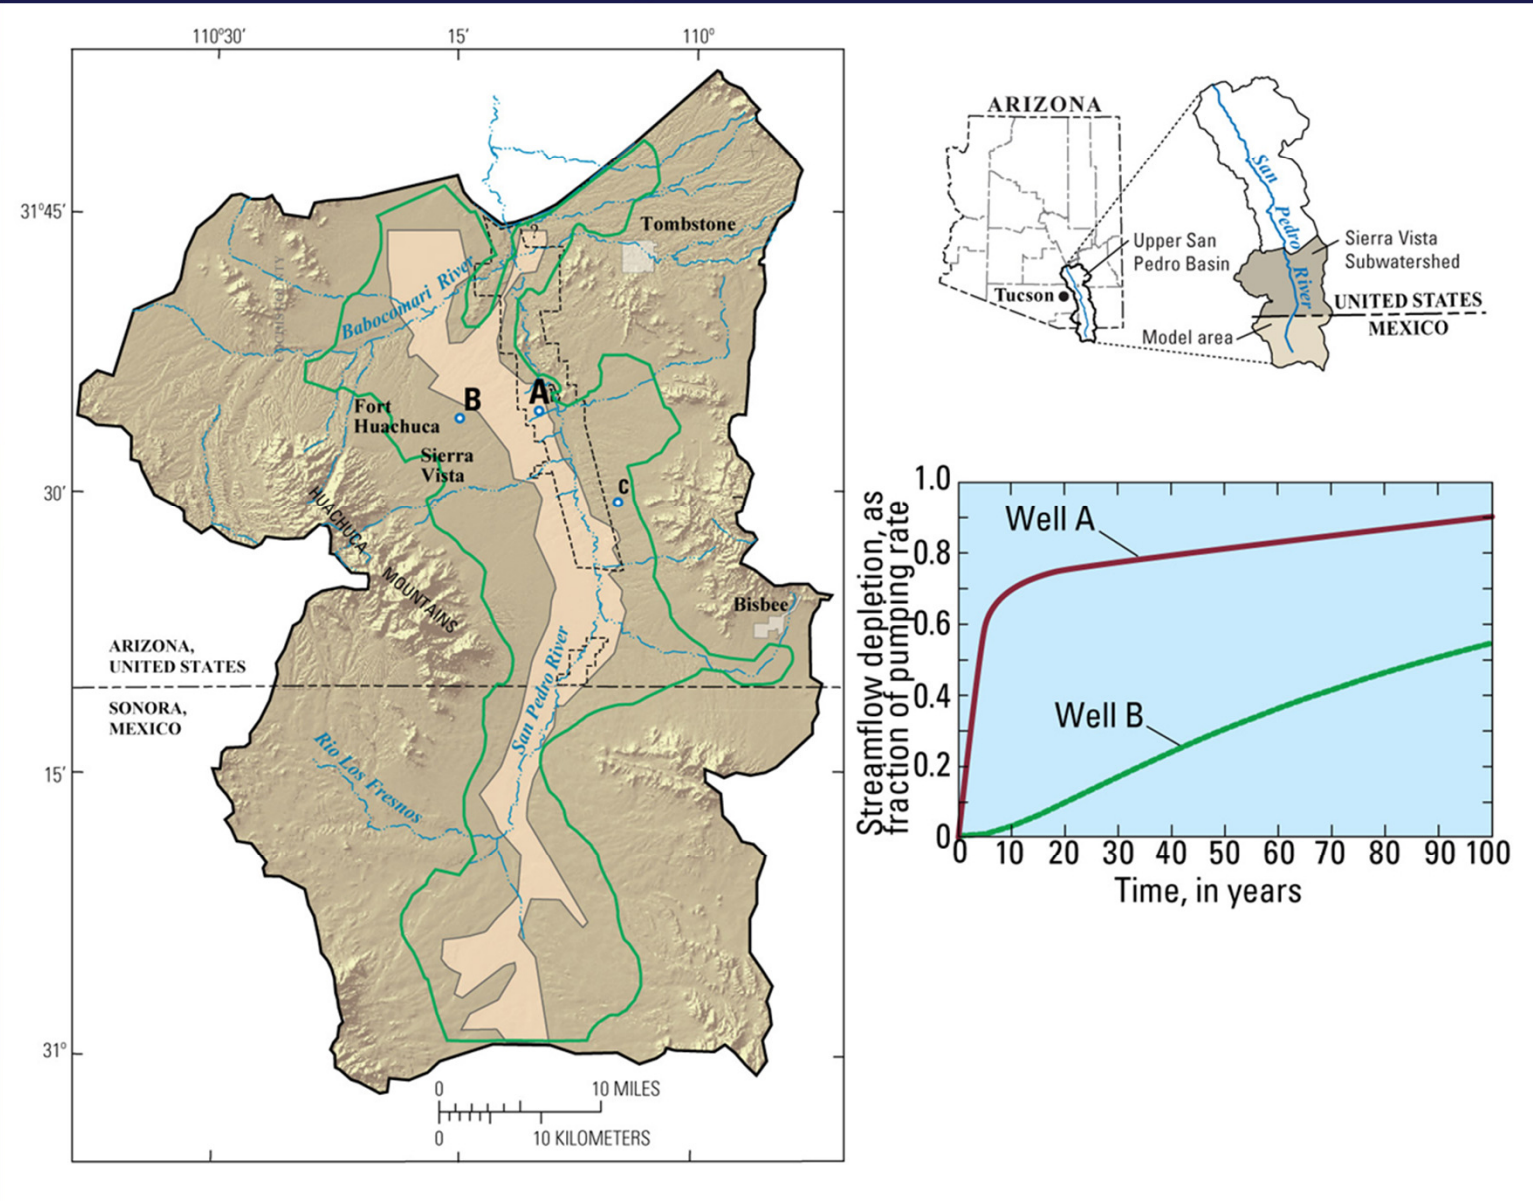 110°30′
15′
110°
31°45′
30′
15′
31°
Tombstone
?
Babocomari River
B
A
Fort
Huachuca
Sierra
Vista
C
HUACHUCA
MOUNTAINS
Bisbee
ARIZONA,
UNITED STATES
SONORA,
MEXICO
San Pedro River
Rio Los Fresnos
0
10 MILES
0
10 KILOMETERS
ARIZONA
Upper San
Pedro Basin
Tucson
San
Pedro
River
Sierra Vista
Subwatershed
UNITED STATES
MEXICO
Model area
Streamflow depletion, as
fraction of pumping rate
1.0
0.8
0.6
0.4
0.2
0
Well A
Well B
0 10 20 30 40 50 60 70 80 90 100
Time, in years